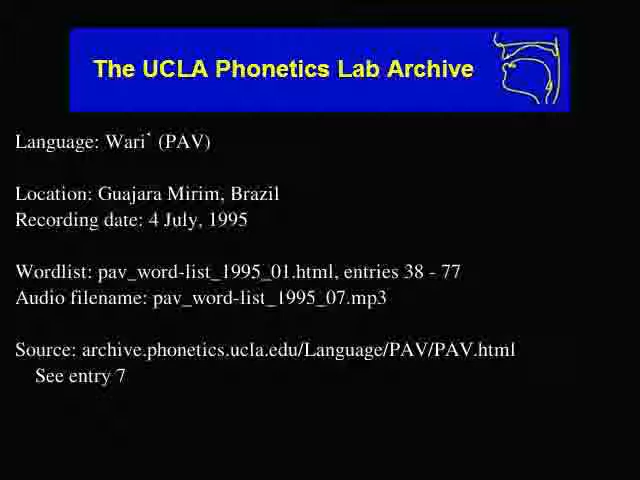 The UCLA Phonetics Lab Archive
Language: Wari` (PAV)
Location: Guajara Mirim, Brazil
Recording date: 4 July, 1995
Wordlist: pav_word-list_1995_01.html, entries 38 - 77
Audio filename: pav_word-list_1995_07.mp3
Source: archive.phonetics.ucla.edu/Language/PAV/PAV.html
See entry 7